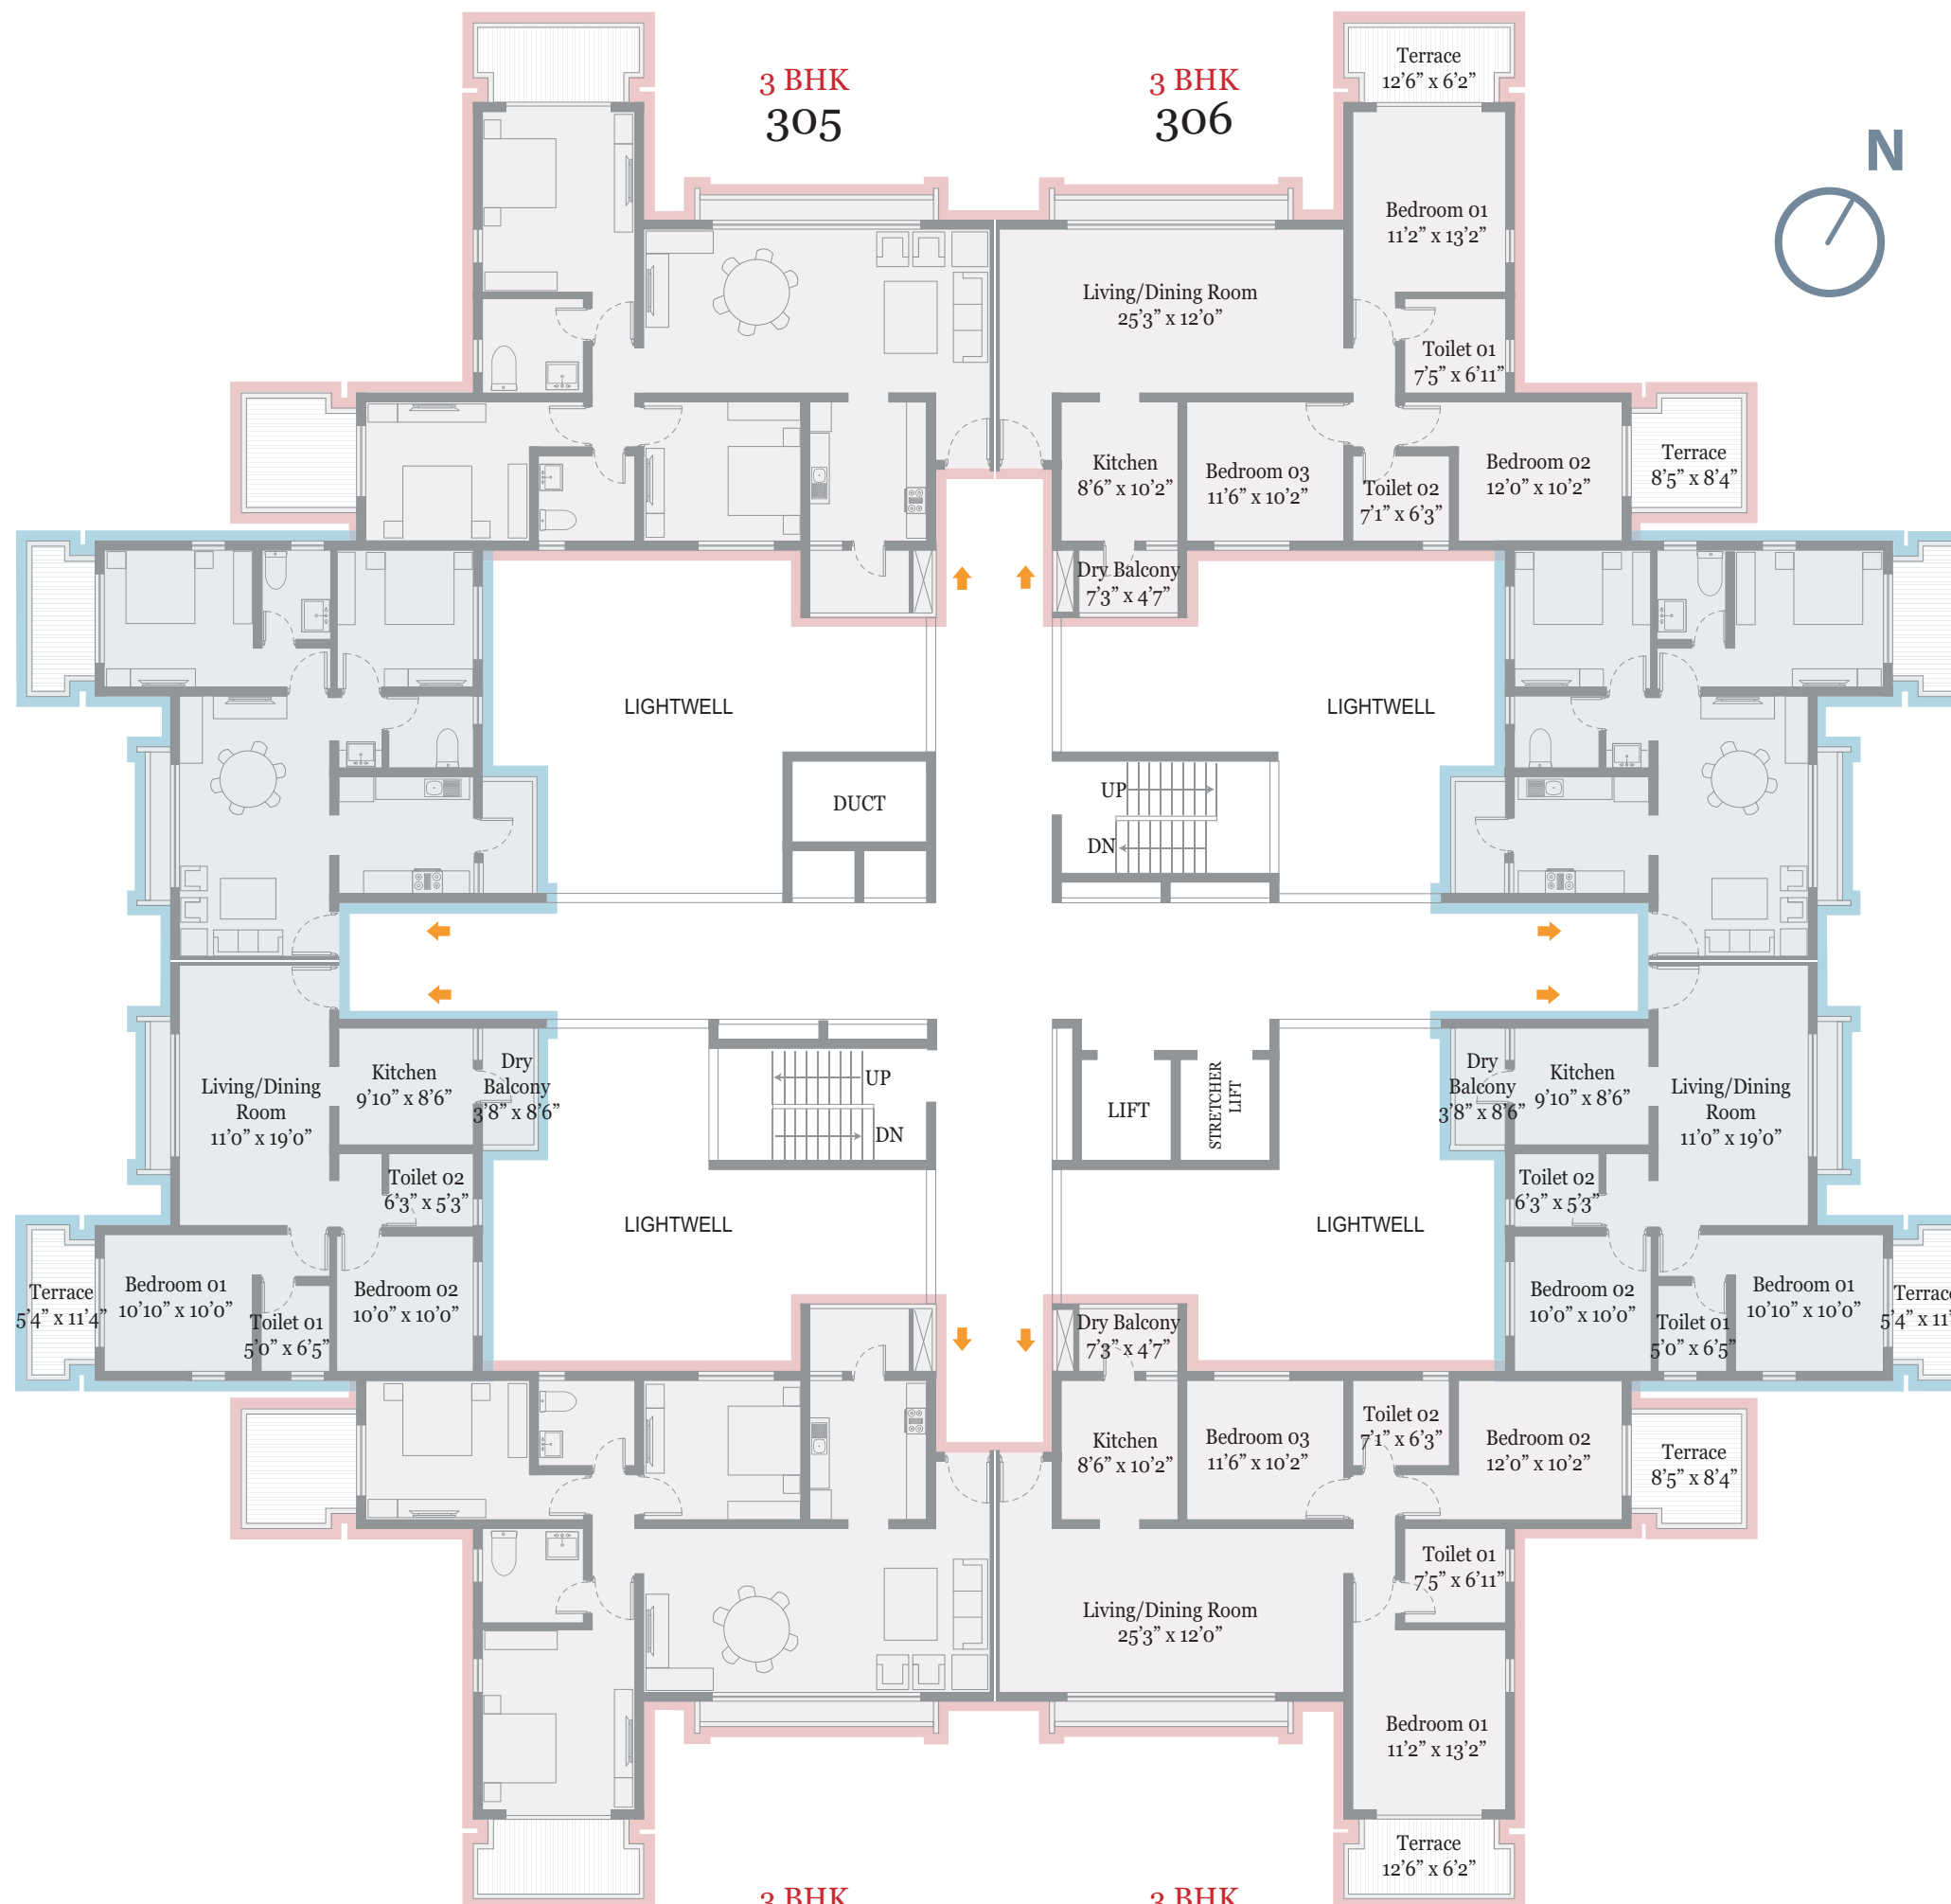 3 BHK
305
3 BHK
306
N
Terrace
12’6” x 6’2”
Bedroom 01
11’2” x 13’2”
Living/Dining Room
25’3” x 12’0”
Toilet 01
7’5” x 6’11”
Kitchen
8’6” x 10’2”
Bedroom 03
11’6” x 10’2”
Toilet 02
7’1” x 6’3”
Bedroom 02
12’0” x 10’2”
Terrace
8’5” x 8’4”
Dry Balcony
7’3” x 4’7”
LIGHTWELL
LIGHTWELL
DUCT
UP
DN
Living/Dining
Room
11’0” x 19’0”
Kitchen
9’10” x 8’6”
Dry
Balcony
3’8” x 8’6”
UP
DN
LIFT
STRETCHER
LIFT
Dry
Balcony
3’8” x 8’6”
Kitchen
9’10” x 8’6”
Living/Dining
Room
11’0” x 19’0”
Toilet 02
6’3” x 5’3”
LIGHTWELL
LIGHTWELL
Toilet 02
6’3” x 5’3”
Terrace
5’4” x 11’4”
Bedroom 01
10’10” x 10’0”
Toilet 01
5’0” x 6’5”
Bedroom 02
10’0” x 10’0”
Bedroom 02
10’0” x 10’0”
Toilet 01
5’0” x 6’5”
Bedroom 01
10’10” x 10’0”
Terrace
5’4” x 11’
Dry Balcony
7’3” x 4’7”
Kitchen
8’6” x 10’2”
Bedroom 03
11’6” x 10’2”
Toilet 02
7’1” x 6’3”
Bedroom 02
12’0” x 10’2”
Terrace
8’5” x 8’4”
Toilet 01
7’5” x 6’11”
Living/Dining Room
25’3” x 12’0”
Bedroom 01
11’2” x 13’2”
Terrace
12’6” x 6’2”
3 BHK
3 BHK